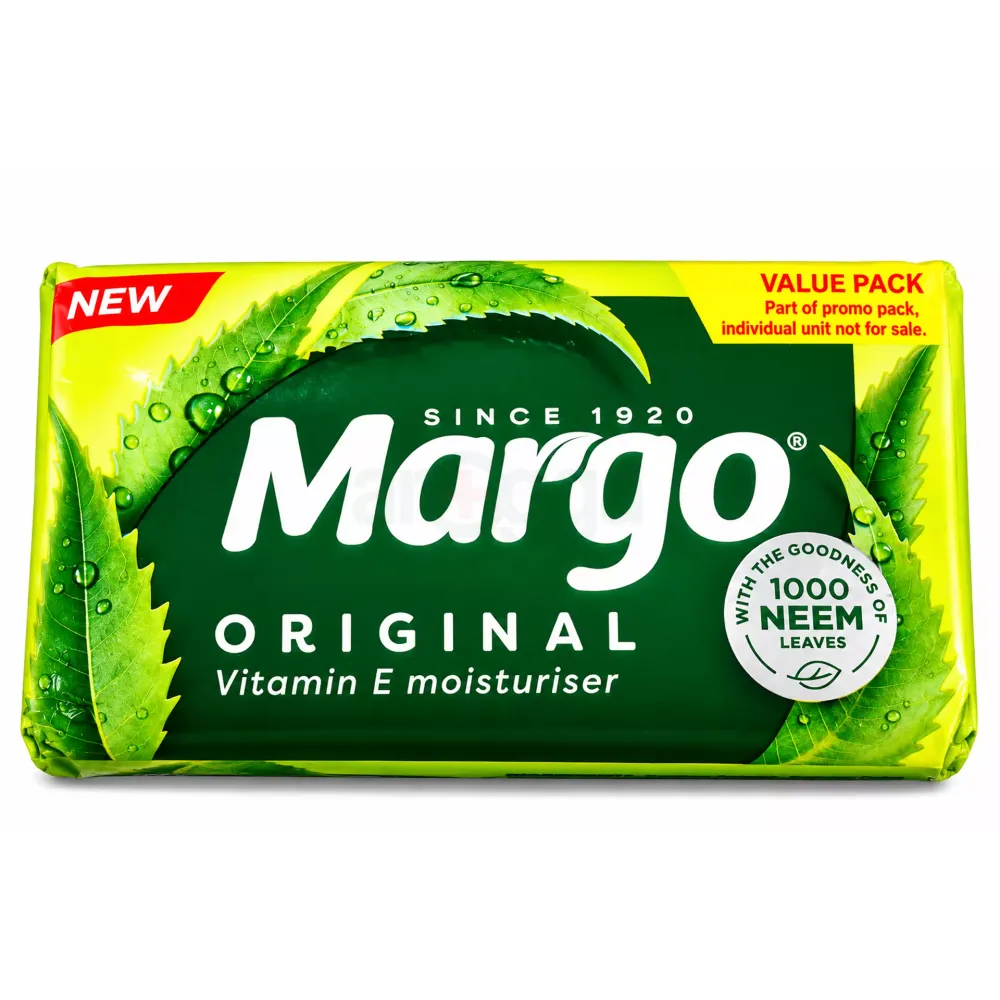 NEW
VALUE PACK
Part of promo pack,
individual unit not for sale.
SINCE 1920
Margo®
ORIGINAL
Vitamin E moisturiser
WITH THE GOODNESS OF
1000
NEEM
LEAVES